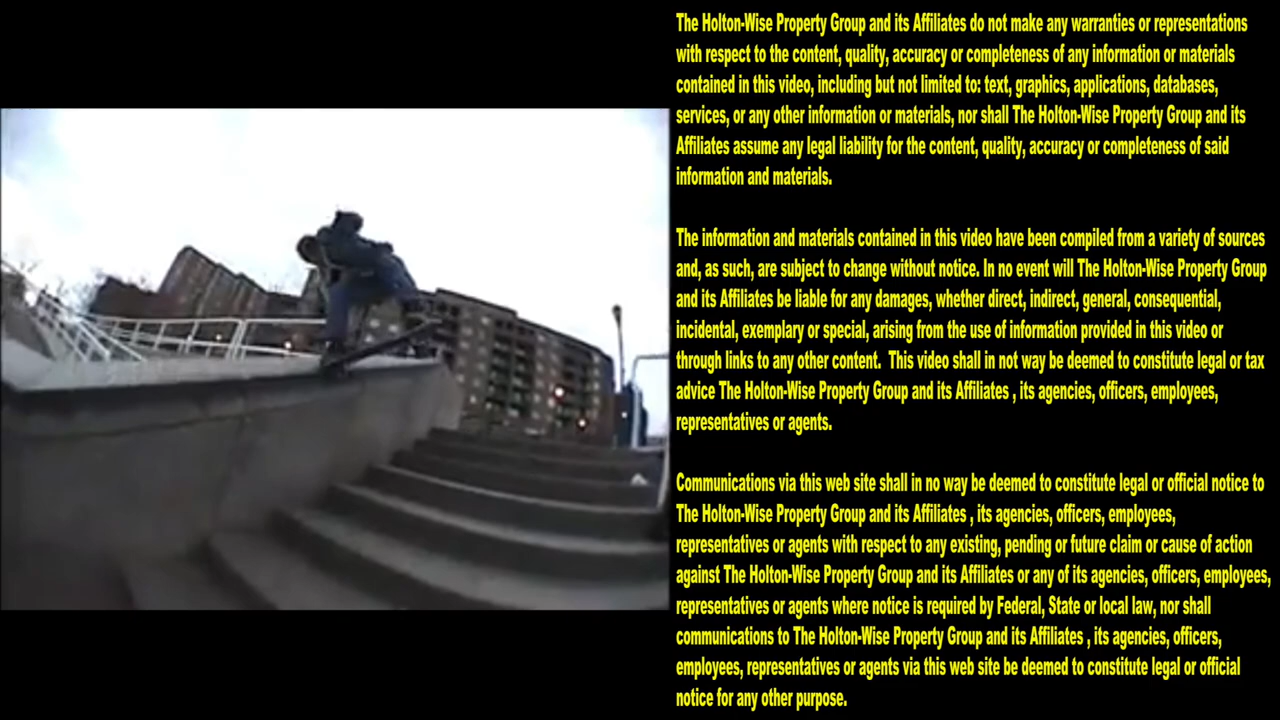 The Holton-Wise Property Group and its Affiliates do not make any warranties or representations
with respect to the content, quality, accuracy or completeness of any information or materials
contained in this video, including but not limited to: text, graphics, applications, databases,
services, or any other information or materials, nor shall The Holton-Wise Property Group and its
Affiliates assume any legal liability for the content, quality, accuracy or completeness of said
information and materials.
The information and materials contained in this video have been compiled from a variety of sources
and, as such, are subject to change without notice. In no event will The Holton-Wise Property Group
and its Affiliates be liable for any damages, whether direct, indirect, general, consequential,
incidental, exemplary or special, arising from the use of information provided in this video or
through links to any other content.  This video shall in not way be deemed to constitute legal or tax
advice The Holton-Wise Property Group and its Affiliates , its agencies, officers, employees,
representatives or agents.
Communications via this web site shall in no way be deemed to constitute legal or official notice to
The Holton-Wise Property Group and its Affiliates , its agencies, officers, employees,
representatives or agents with respect to any existing, pending or future claim or cause of action
against The Holton-Wise Property Group and its Affiliates or any of its agencies, officers, employees,
representatives or agents where notice is required by Federal, State or local law, nor shall
communications to The Holton-Wise Property Group and its Affiliates , its agencies, officers,
employees, representatives or agents via this web site be deemed to constitute legal or official
notice for any other purpose.